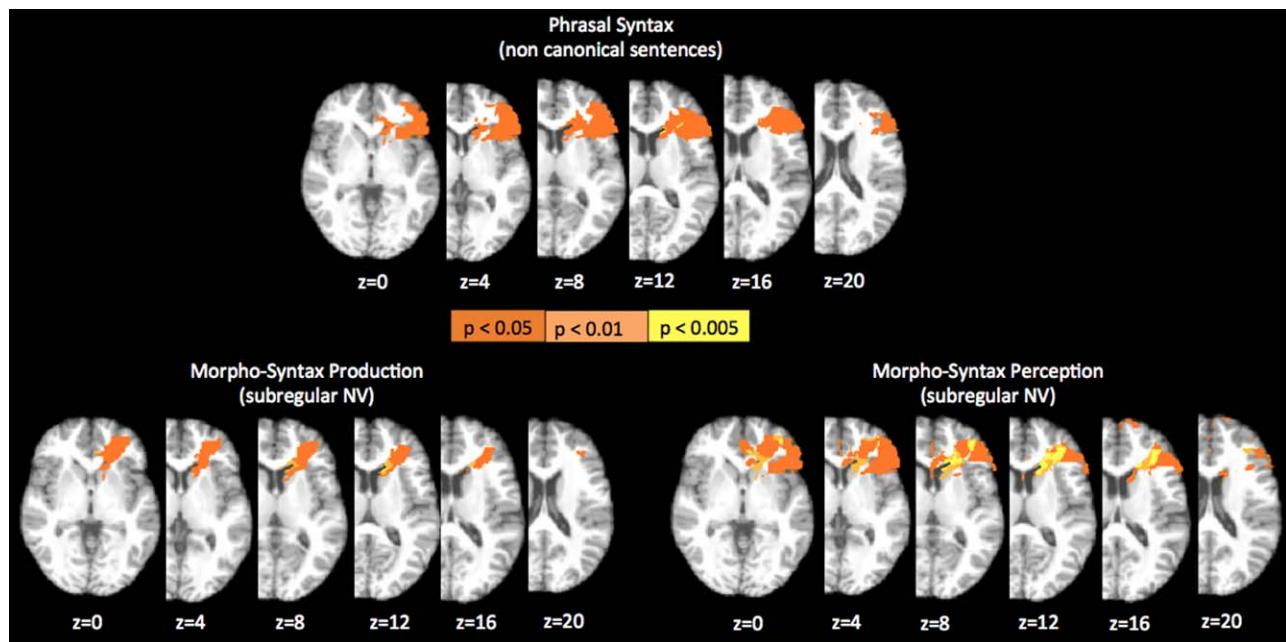 Phrasal Syntax
(non canonical sentences)
z=0 z=4 z=8 z=12 z=16 z=20
p < 0.05 p < 0.01 p < 0.005
Morpho-Syntax Production
(subregular NV)
z=0 z=4 z=8 z=12 z=16 z=20
Morpho-Syntax Perception
(subregular NV)
z=0 z=4 z=8 z=12 z=16 z=20